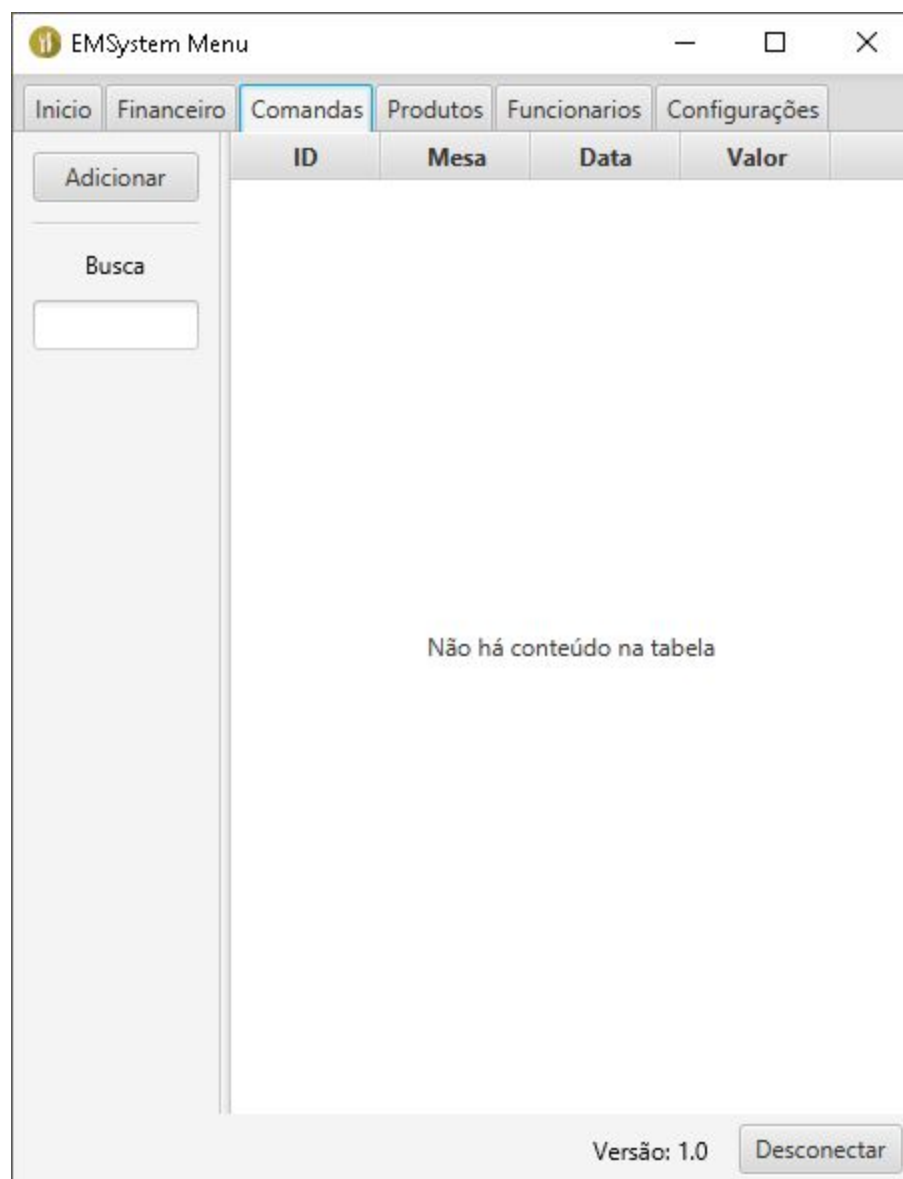 EMSystem Menu
Inicio Financeiro Comandas Produtos Funcionarios Configurações
Adicionar
ID Mesa Data Valor
Busca
Não há conteúdo na tabela
Versão: 1.0 Desconectar